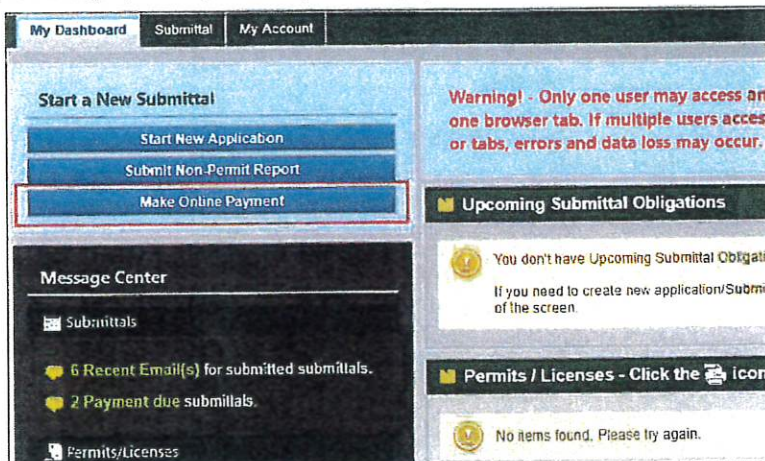 My Dashboard
Submittal
My Account
Start a New Submittal
Start New Application
Submit Non-Permit Report
Make Online Payment
Message Center
Submittals
6 Recent Email(s) for submitted submittals.
2 Payment due submittals.
Permits/Licenses
Warning! - Only one user may access an
one browser tab. If multiple users acces
or tabs, errors and data loss may occur.
Upcoming Submittal Obligations
You don't have Upcoming Submittal Obligati
If you need to create new application/Submi
of the screen.
Permits / Licenses - Click the icon
No items found. Please try again.